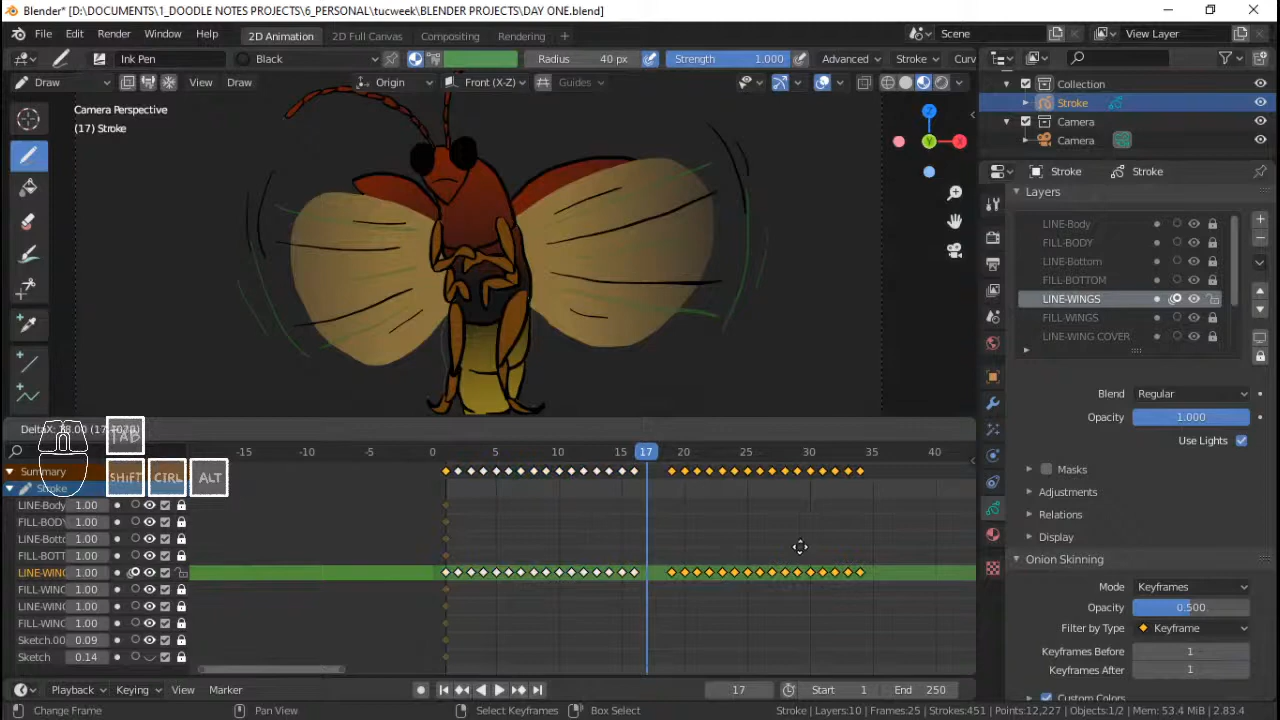 Blender* [D:\DOCUMENTS\1_DOODLE NOTES PROJECTS\6_PERSONAL\tucweek\BLENDER PROJECTS\DAY ONE.blend]
File Edit Render Window Help 2D Animation 2D Full Canvas Compositing Rendering Scene View Layer
Ink Pen Black Radius 40 px Strength 1.000 Advanced Stroke Curv
Draw View Draw Origin Front (X-Z) Guides
Camera Perspective
(17) Stroke
Z
X
Y
Collection
Stroke
Camera
Camera
Stroke Stroke
Layers
LINE-Body
FILL-BODY
LINE-Bottom
FILL-BOTTOM
LINE-WINGS
FILL-WINGS
LINE-WING COVER
Blend Regular
Opacity 1.000
Use Lights
Masks
Adjustments
Relations
Display
Onion Skinning
Mode Keyframes
Opacity 0.500
Filter by Type Keyframe
Keyframes Before 1
Keyframes After 1
Custom Colors
TAB
SHiFT CTRL ALT
-15 -10 -5 0 5 10 15 17 20 25 30 35 40
Summary
Stroke
LINE-Body 1.00
FILL-BODY 1.00
LINE-Botto 1.00
FILL-BOTT 1.00
LINE-WING 1.00
FILL-WING 1.00
LINE-WING 1.00
FILL-WING 1.00
Sketch.00 0.09
Sketch 0.14
Playback Keying View Marker 17 Start 1 End 250
Change Frame Pan View Select Keyframes Box Select Stroke | Layers:10 | Frames:25 | Strokes:451 | Points:12,227 | Objects:1/2 | Mem: 53.4 MiB | 2.83.4